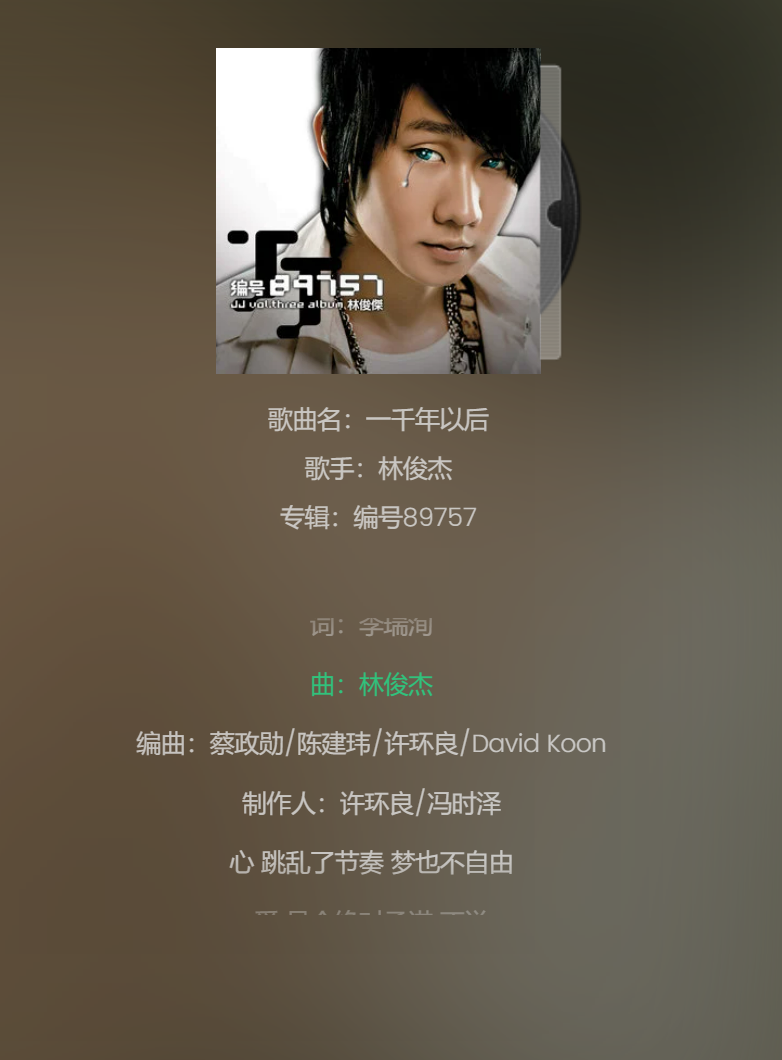 编号89757
JJ vol.three album.林俊傑
歌曲名：一千年以后
歌手：林俊杰
专辑：编号89757
词：李瑞洵
曲：林俊杰
编曲：蔡政勋/陈建玮/许环良/David Koon
制作人：许环良/冯时泽
心 跳乱了节奏 梦也不自由